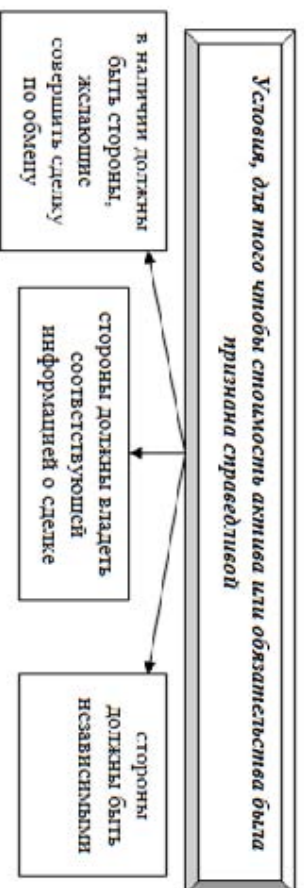 Условия, для того чтобы стоимость актива или обязательства была
признана справедливой
в наличии должны
быть стороны,
желающие
совершить сделку
по обмену
стороны должны владеть
соответствующей
информацией о сделке
стороны
должны быть
независимыми